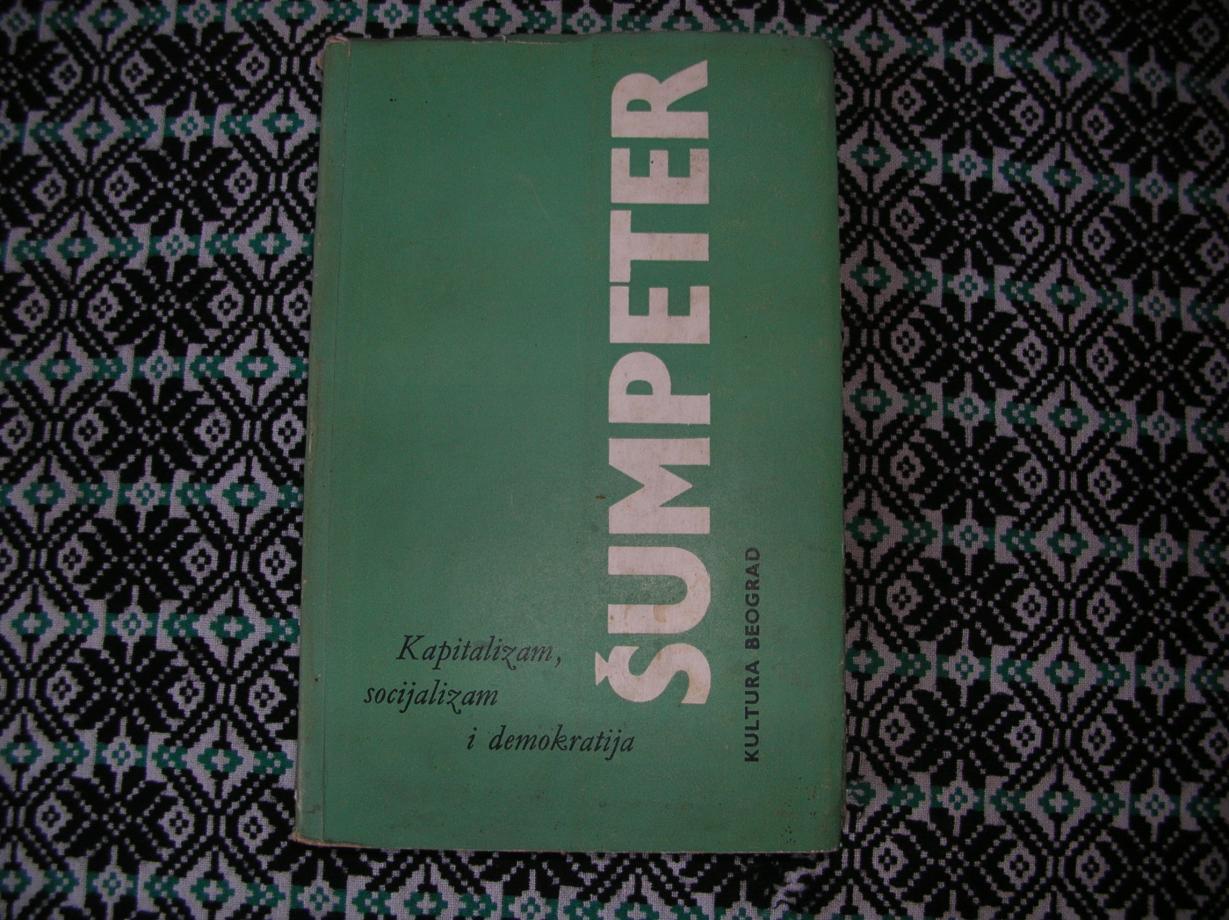 ŠUMPETER
Kapitalizam,
socijalizam
i demokratija
KULTURA BEOGRAD